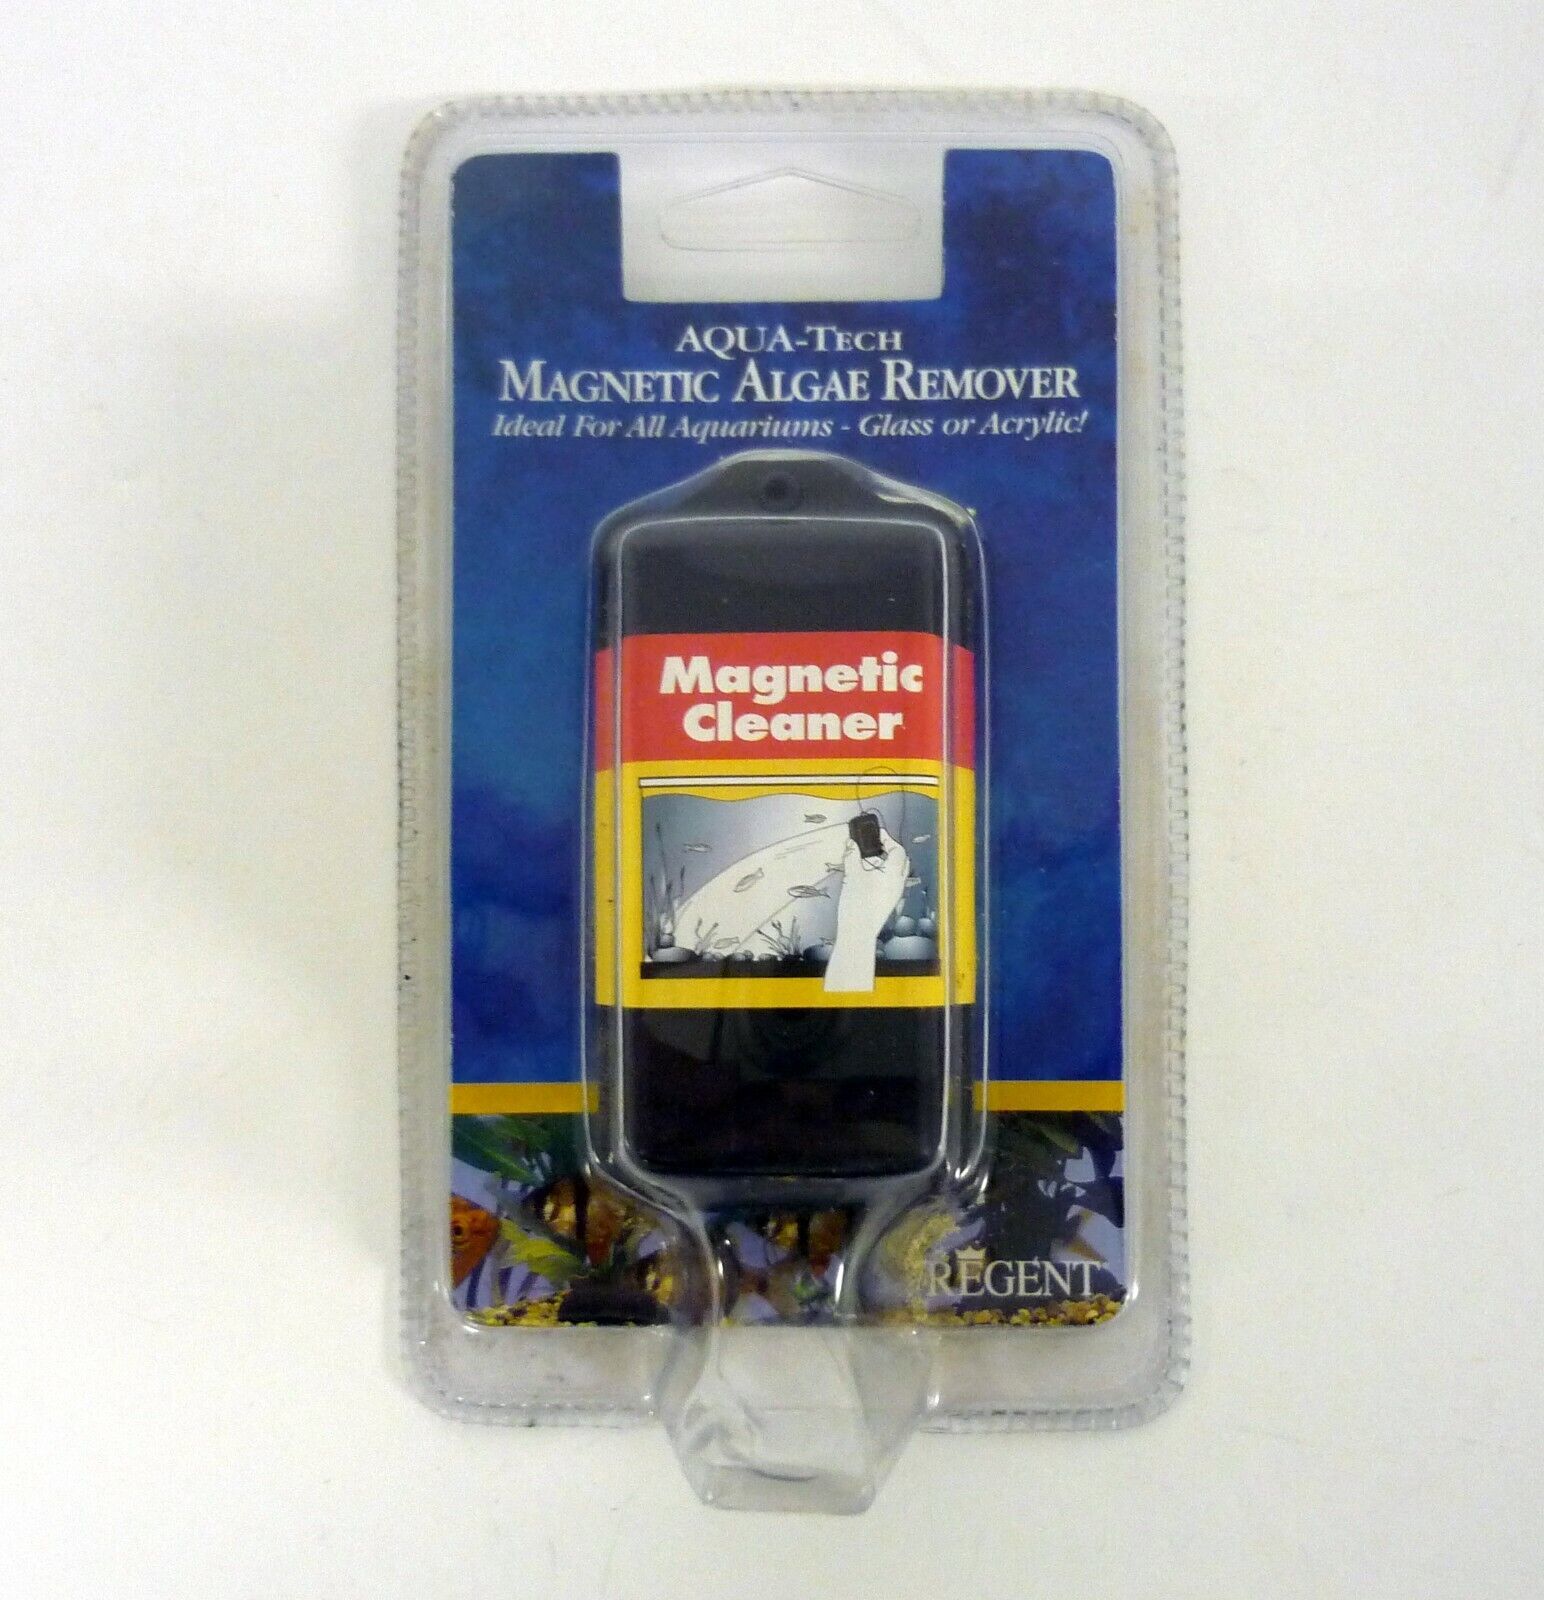 AQUA-TECH
MAGNETIC ALGAE REMOVER
Ideal For All Aquariums - Glass or Acrylic!
Magnetic
Cleaner
REGENT